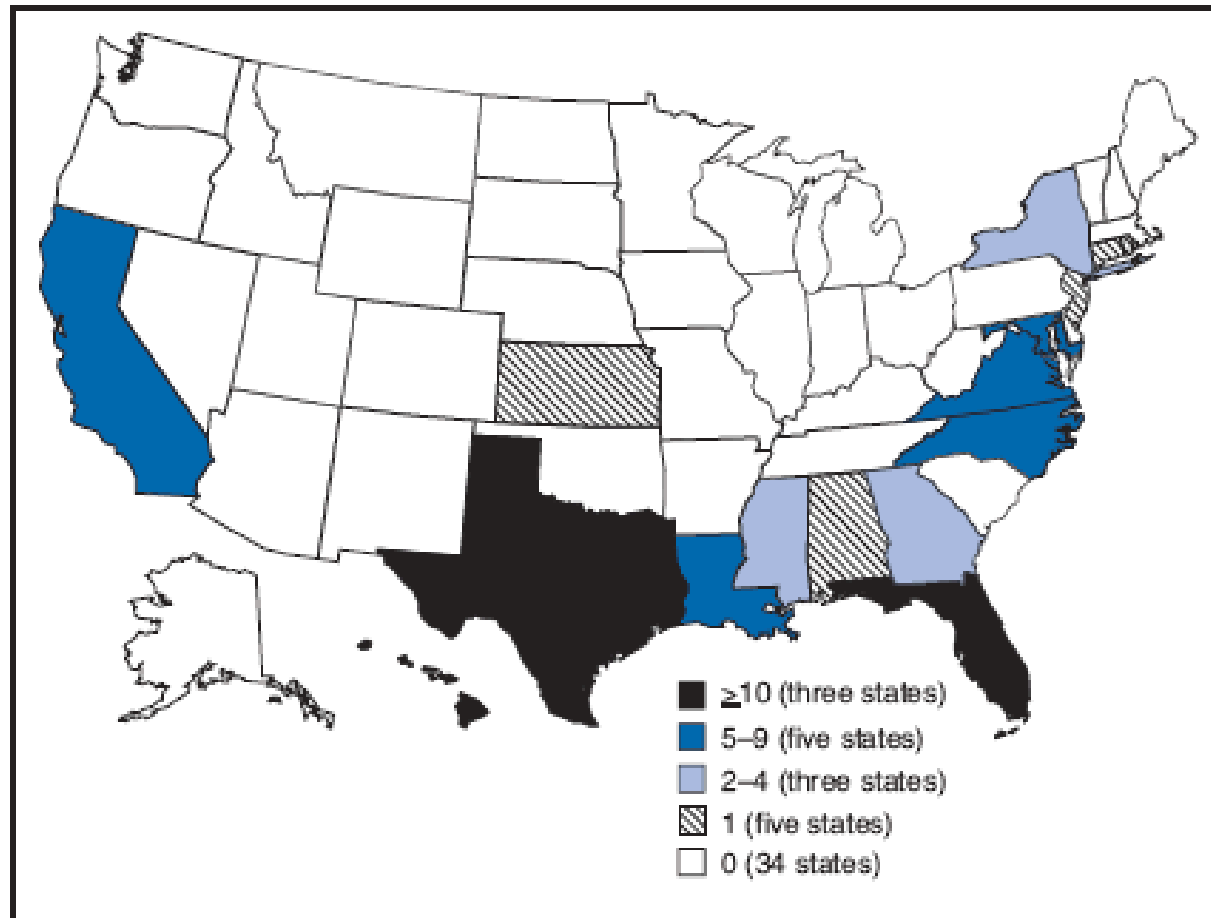 ≥10 (three states)
5–9 (five states)
2–4 (three states)
1 (five states)
0 (34 states)